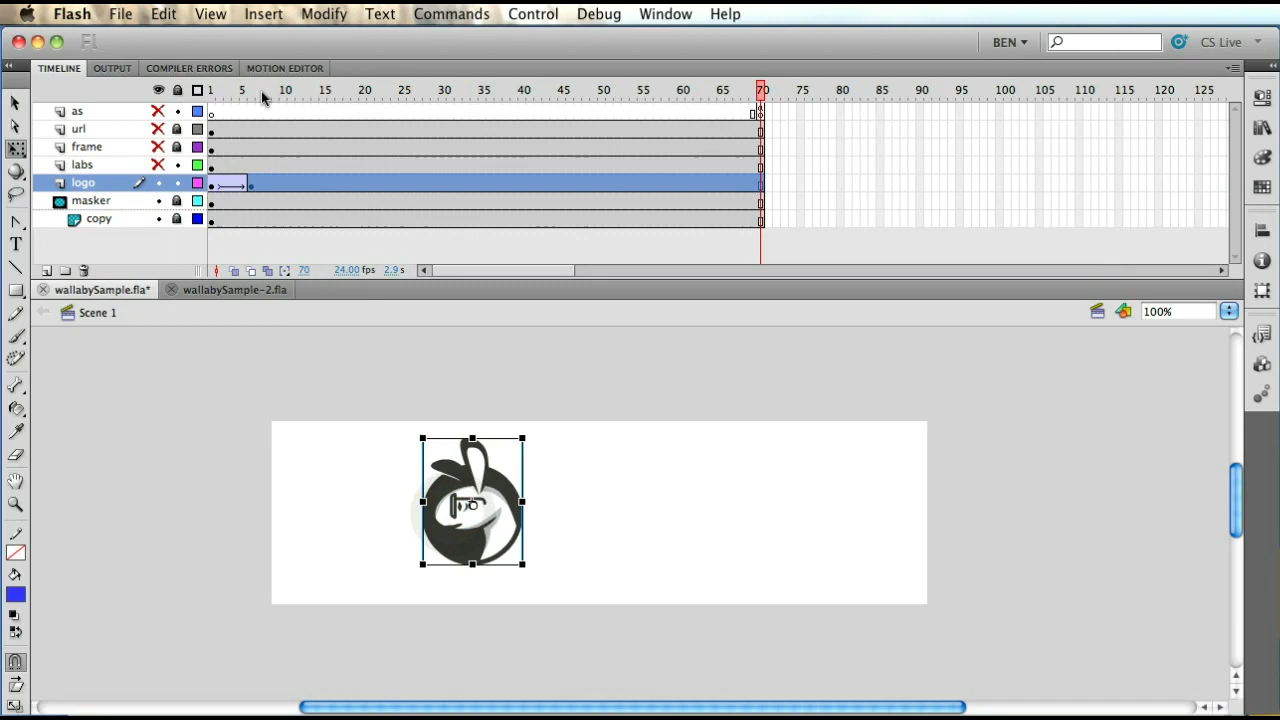 Flash File Edit View Insert Modify Text Commands Control Debug Window Help
Fl BEN CS Live
TIMELINE OUTPUT COMPILER ERRORS MOTION EDITOR
1 5 10 15 20 25 30 35 40 45 50 55 60 65 70 75 80 85 90 95 100 105 110 115 120 125
as
url
frame
labs
logo
masker
copy
70 24.00 fps 2.9 s
wallabySample.fla* wallabySample-2.fla
Scene 1 100%